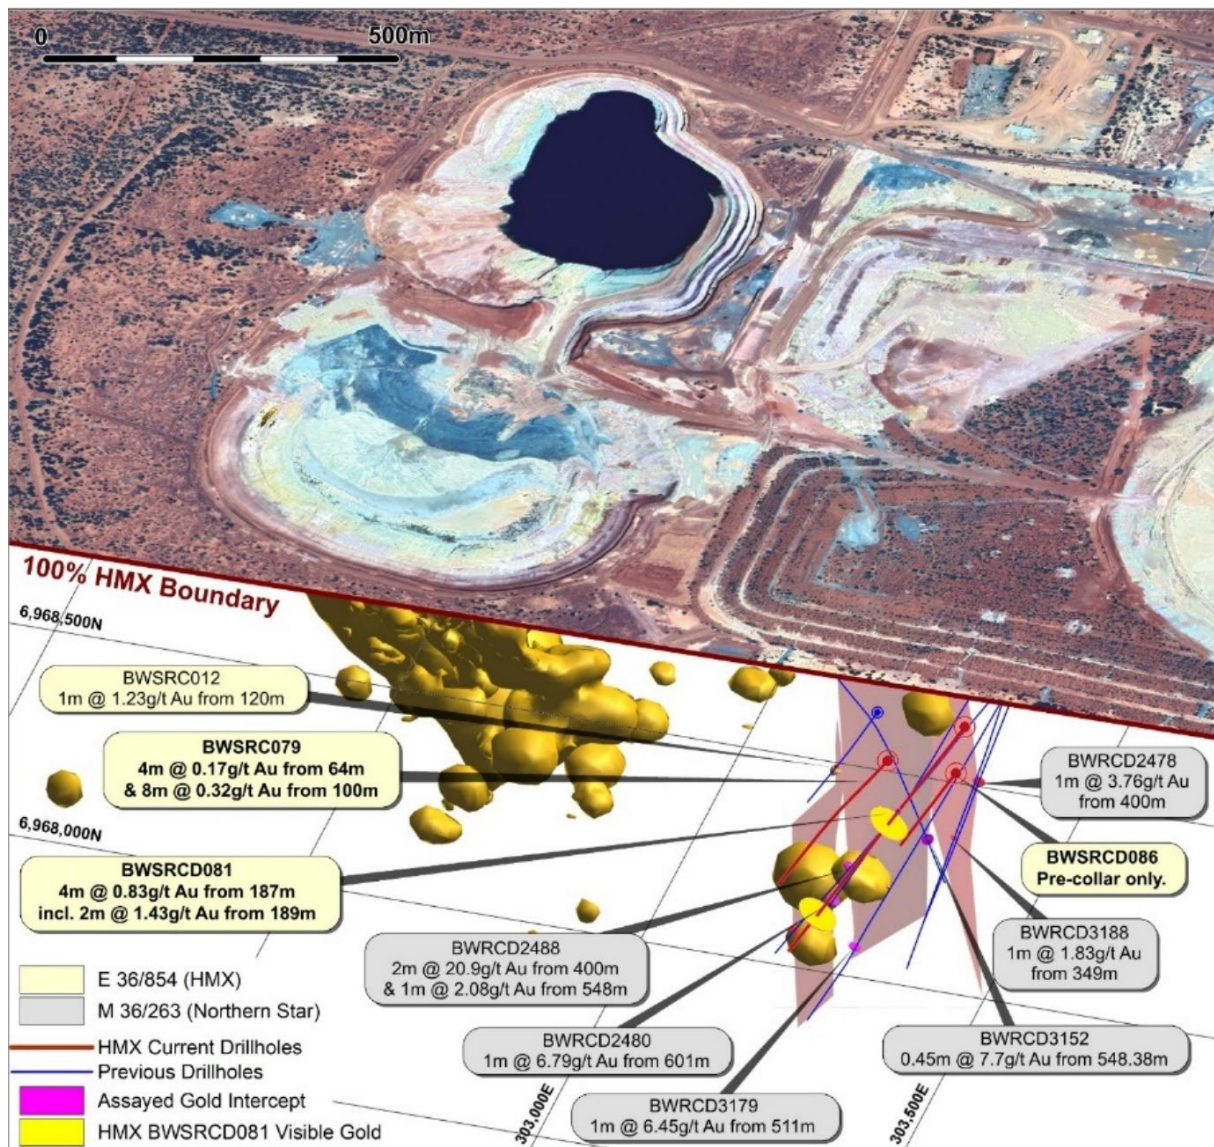 0 500m
100% HMX Boundary
6,968,500N
BWSRC012
1m @ 1.23g/t Au from 120m
BWSRC079
4m @ 0.17g/t Au from 64m
& 8m @ 0.32g/t Au from 100m
BWRCD2478
1m @ 3.76g/t Au
from 400m
6,968,000N
BWSRCD081
4m @ 0.83g/t Au from 187m
incl. 2m @ 1.43g/t Au from 189m
BWSRCD086
Pre-collar only.
BWRCD2488
2m @ 20.9g/t Au from 400m
& 1m @ 2.08g/t Au from 548m
BWRCD3188
1m @ 1.83g/t Au
from 349m
BWRCD2480
1m @ 6.79g/t Au from 601m
BWRCD3152
0.45m @ 7.7g/t Au from 548.38m
BWRCD3179
1m @ 6.45g/t Au from 511m
303,000E
303,500E
E 36/854 (HMX)
M 36/263 (Northern Star)
HMX Current Drillholes
Previous Drillholes
Assayed Gold Intercept
HMX BWSRCD081 Visible Gold